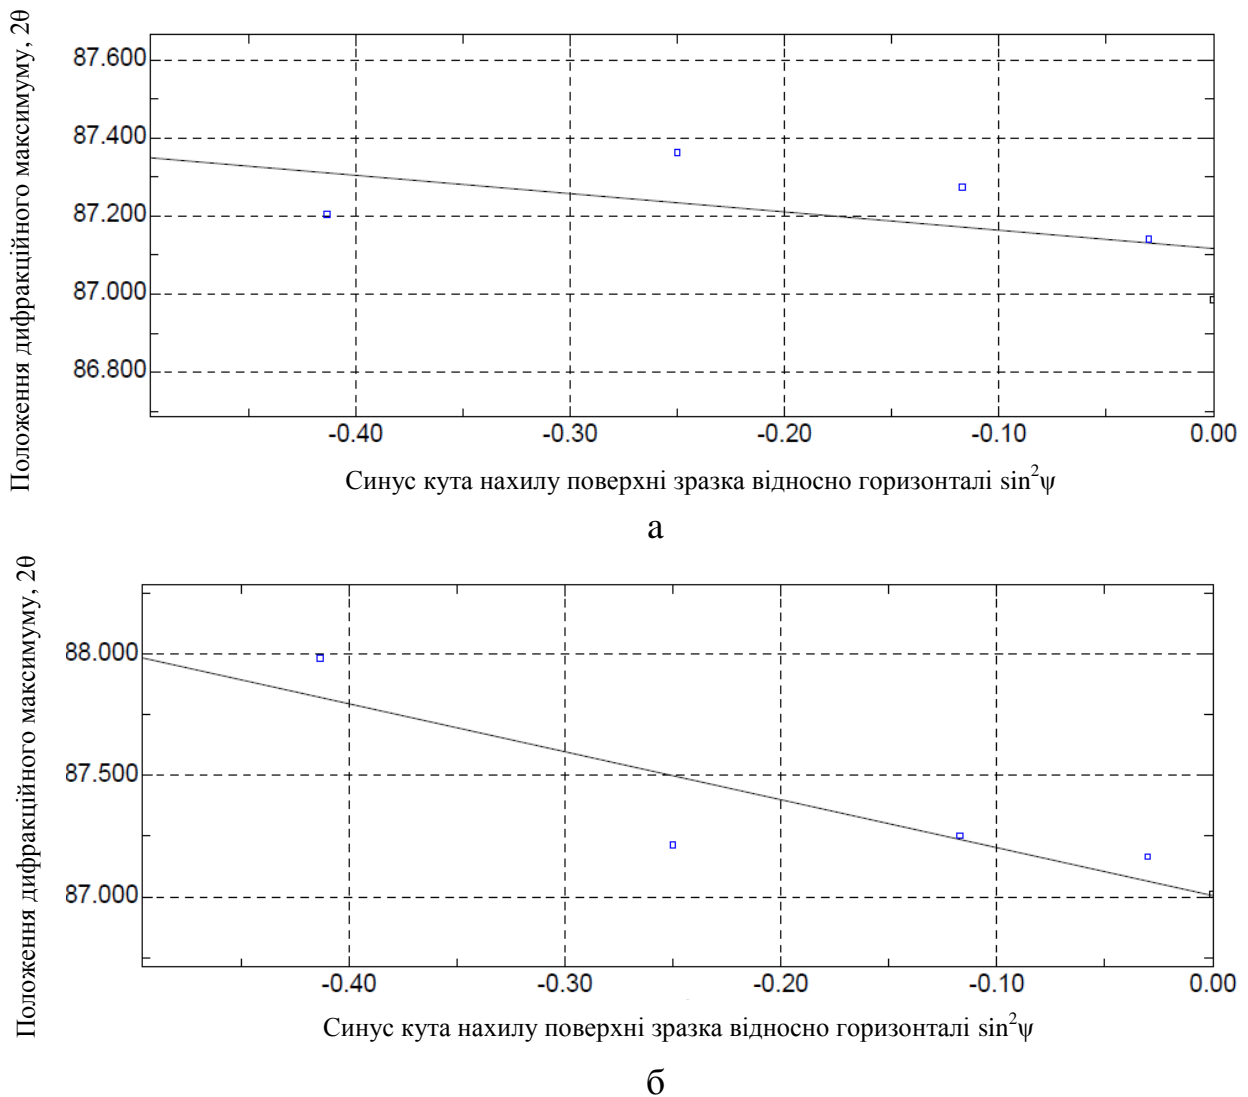 Положення дифракційного максимуму, 2θ
87.600
87.400
87.200
87.000
86.800
-0.40 -0.30 -0.20 -0.10 0.00
Синус кута нахилу поверхні зразка відносно горизонталі sin²ψ
а
Положення дифракційного максимуму, 2θ
88.000
87.500
87.000
-0.40 -0.30 -0.20 -0.10 0.00
Синус кута нахилу поверхні зразка відносно горизонталі sin²ψ
б